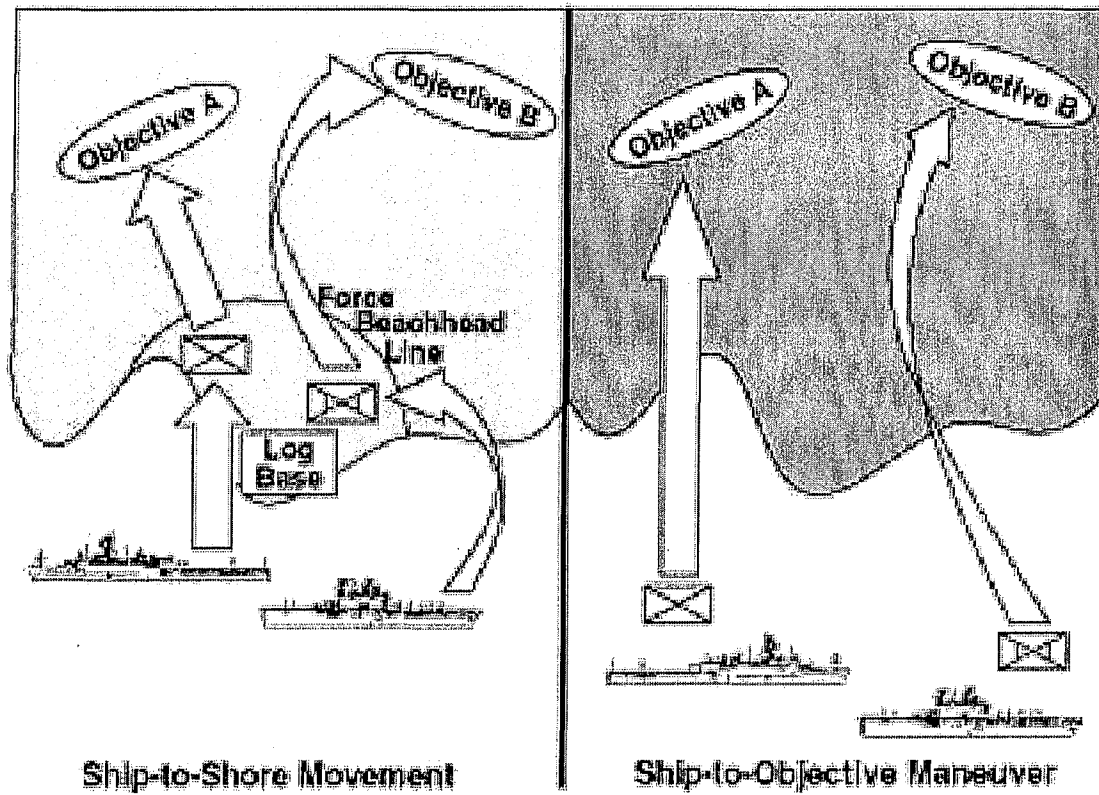 Objective A
Objective B
Force
Beachhead
Line
Log
Base
Ship-to-Shore Movement
Objective A
Objective B
Ship-to-Objective Maneuver